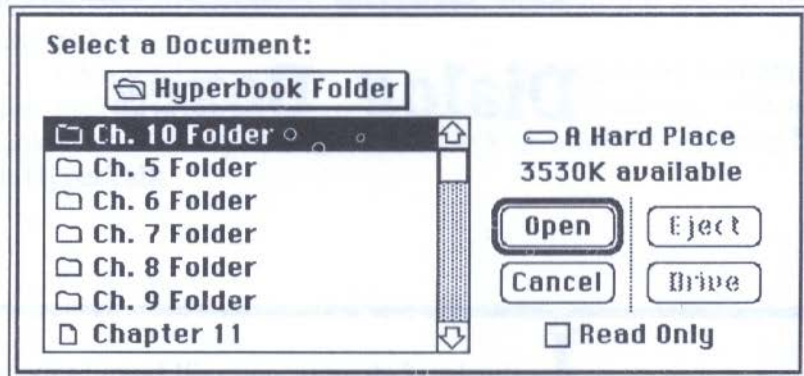 Select a Document:
Hyperbook Folder
Ch. 10 Folder
Ch. 5 Folder
Ch. 6 Folder
Ch. 7 Folder
Ch. 8 Folder
Ch. 9 Folder
Chapter 11
A Hard Place
3530K available
Open
Eject
Cancel
Drive
Read Only